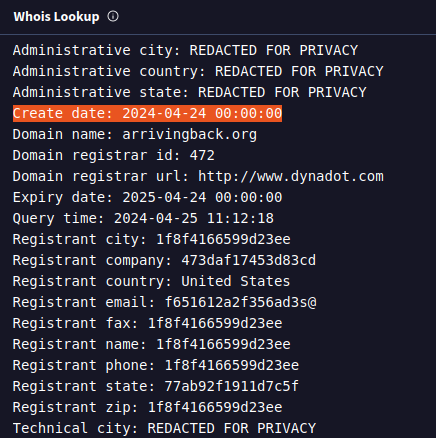 Whois Lookup
Administrative city: REDACTED FOR PRIVACY
Administrative country: REDACTED FOR PRIVACY
Administrative state: REDACTED FOR PRIVACY
Create date: 2024-04-24 00:00:00
Domain name: arrivingback.org
Domain registrar id: 472
Domain registrar url: http://www.dynadot.com
Expiry date: 2025-04-24 00:00:00
Query time: 2024-04-25 11:12:18
Registrant city: 1f8f4166599d23ee
Registrant company: 473daf17453d83cd
Registrant country: United States
Registrant email: f651612a2f356ad3s@
Registrant fax: 1f8f4166599d23ee
Registrant name: 1f8f4166599d23ee
Registrant phone: 1f8f4166599d23ee
Registrant state: 77ab92f1911d7c5f
Registrant zip: 1f8f4166599d23ee
Technical city: REDACTED FOR PRIVACY